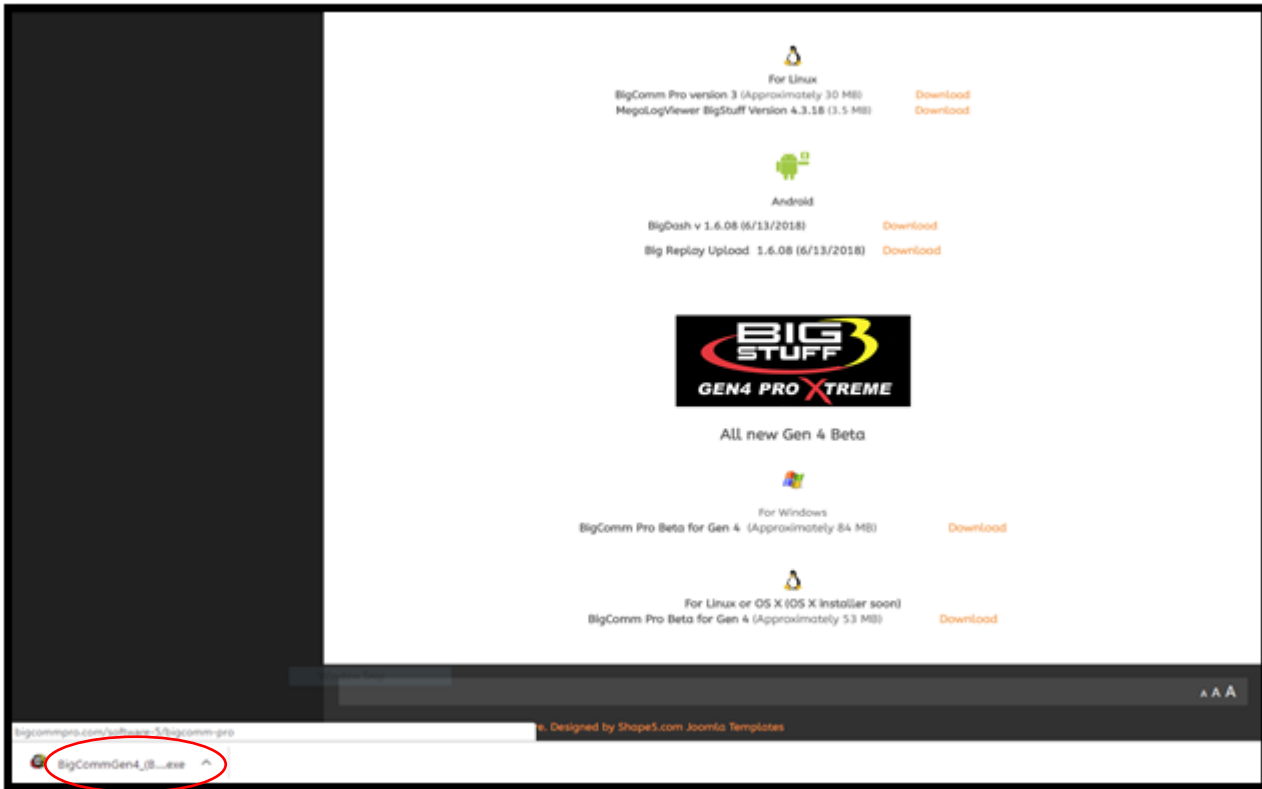 For Linux
BigComm Pro version 3 (Approximately 30 MB) Download
MegaLogViewer BigStuff Version 4.3.18 (3.5 MB) Download
Android
BigDash v 1.6.08 (6/13/2018) Download
Big Replay Upload 1.6.08 (6/13/2018) Download
BIG STUFF 3
GEN4 PRO XTREME
All new Gen 4 Beta
For Windows
BigComm Pro Beta for Gen 4 (Approximately 84 MB) Download
For Linux or OS X (OS X installer soon)
BigComm Pro Beta for Gen 4 (Approximately 53 MB) Download
A A A
e. Designed by Shape5.com Joomla Templates
bigcommpro.com/software-5/bigcomm-pro
BigCommGen4_(B....exe